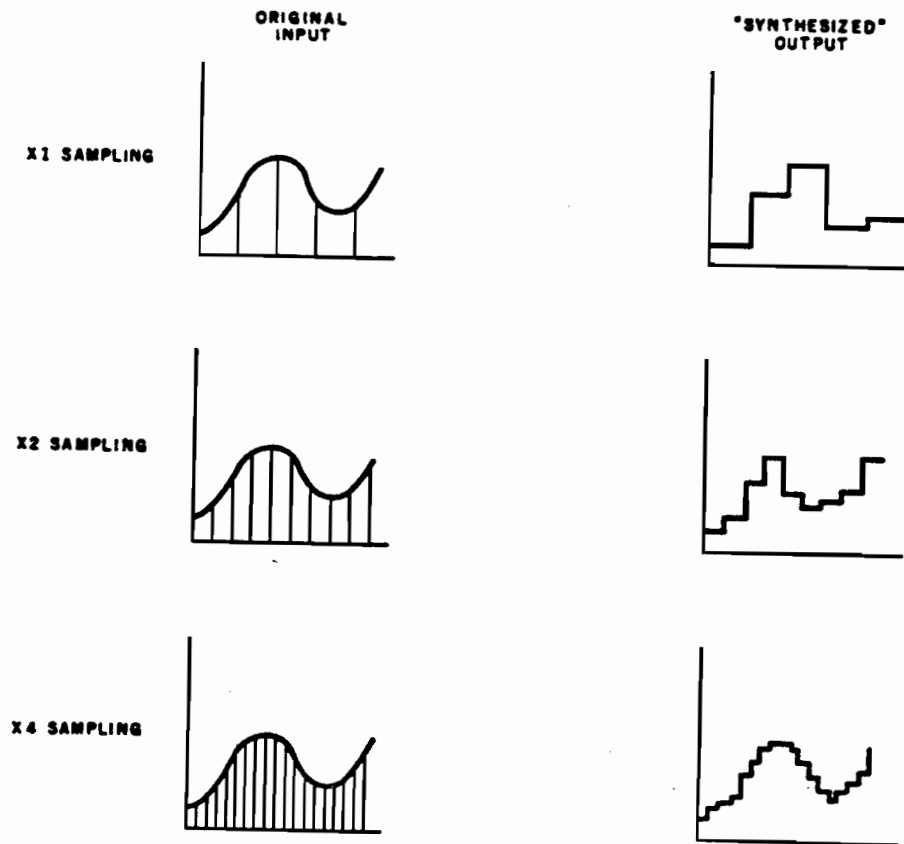 ORIGINAL
INPUT
"SYNTHESIZED"
OUTPUT
X1 SAMPLING
X2 SAMPLING
X4 SAMPLING